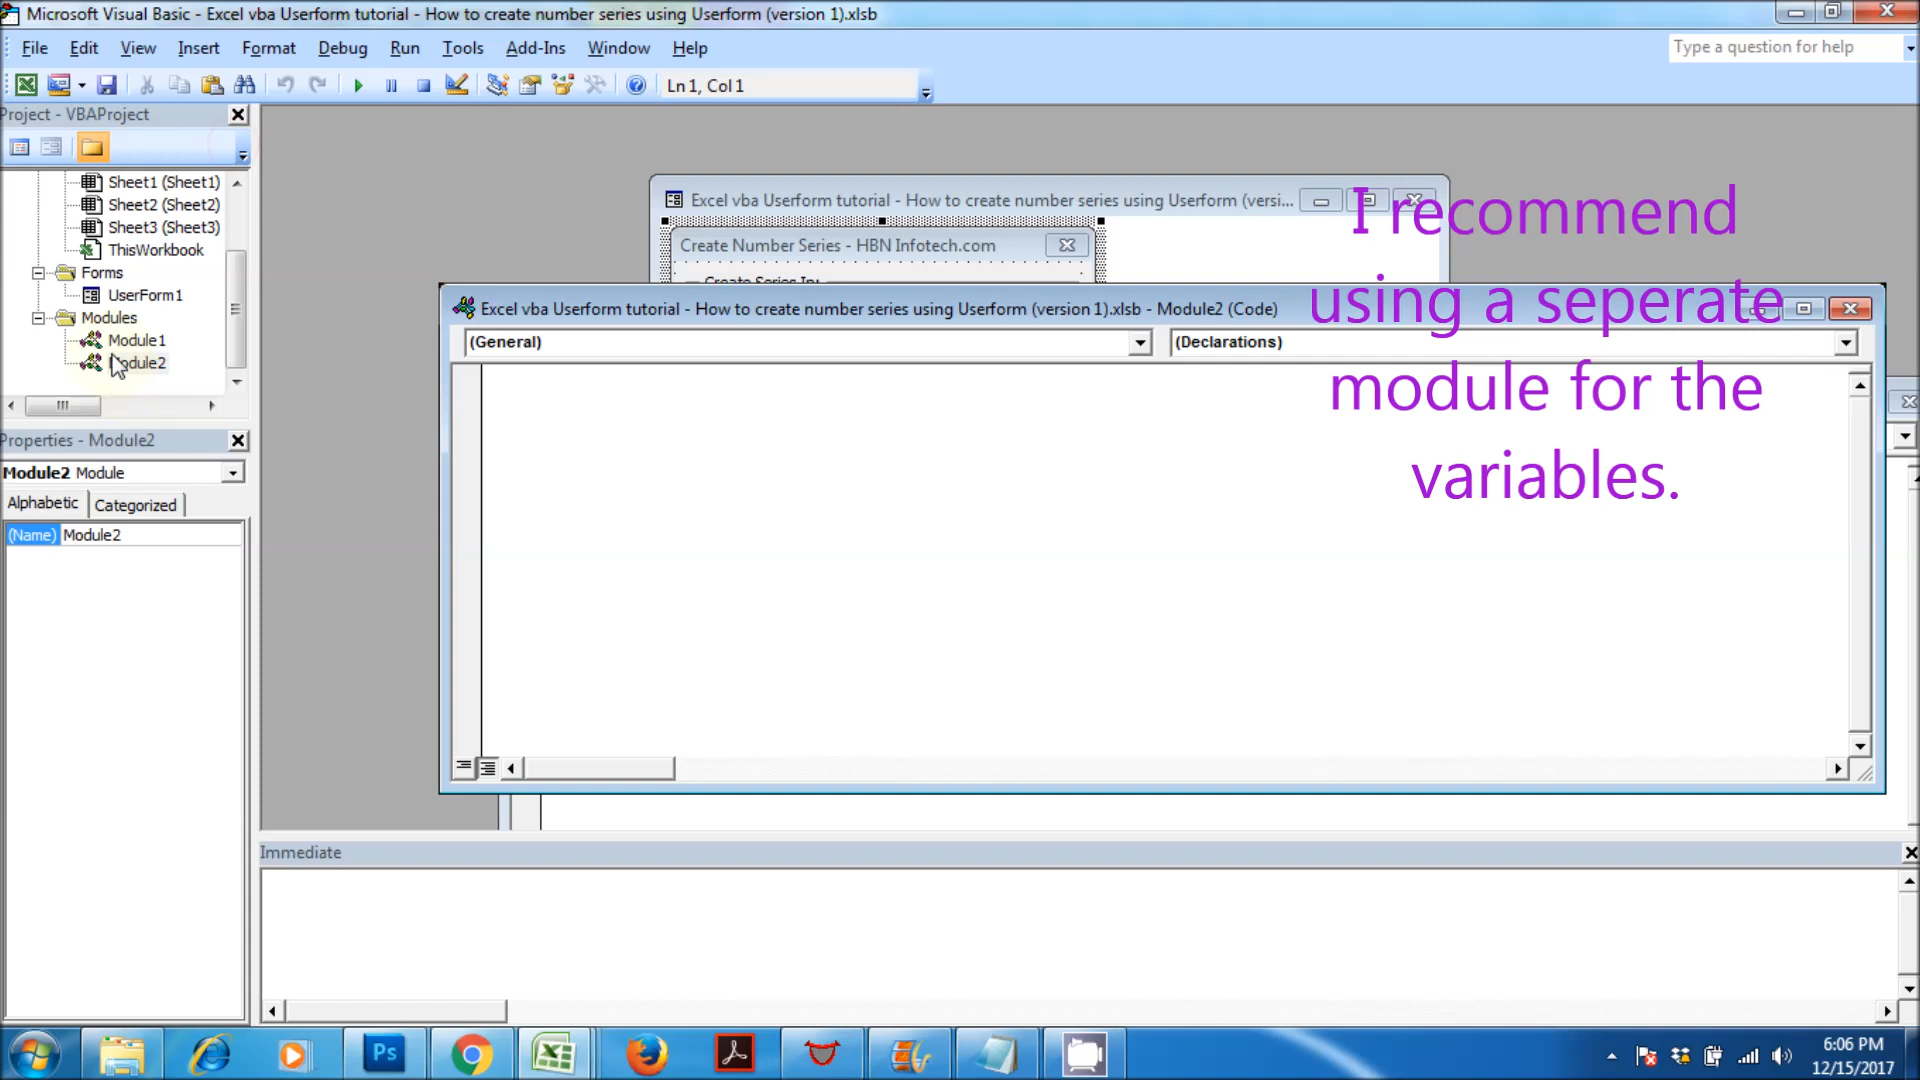 Microsoft Visual Basic - Excel vba Userform tutorial - How to create number series using Userform (version 1).xlsb
File Edit View Insert Format Debug Run Tools Add-Ins Window Help
Type a question for help
Ln 1, Col 1
Project - VBAProject
Sheet1 (Sheet1)
Sheet2 (Sheet2)
Sheet3 (Sheet3)
ThisWorkbook
Forms
UserForm1
Modules
Module1
Module2
Properties - Module2
Module2 Module
Alphabetic Categorized
(Name) Module2
Excel vba Userform tutorial - How to create number series using Userform (versi...
Create Number Series - HBN Infotech.com
Create Series In:
Excel vba Userform tutorial - How to create number series using Userform (version 1).xlsb - Module2 (Code)
(General) (Declarations)
I recommend
using a seperate
module for the
variables.
Immediate
Ps
6:06 PM
12/15/2017